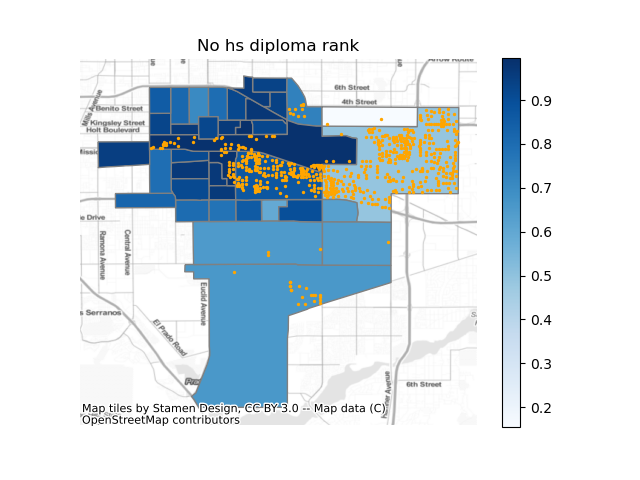 No hs diploma rank
Arrow Route
6th Street
4th Street
Mills Avenue
Benito Street
Kingsley Street
Holt Boulevard
e Drive
Ramona Avenue
Central Avenue
Euclid Avenue
s Serranos
El Prado Road
6th Street
Map tiles by Stamen Design, CC BY 3.0 -- Map data (C)
OpenStreetMap contributors
0.9
0.8
0.7
0.6
0.5
0.4
0.3
0.2